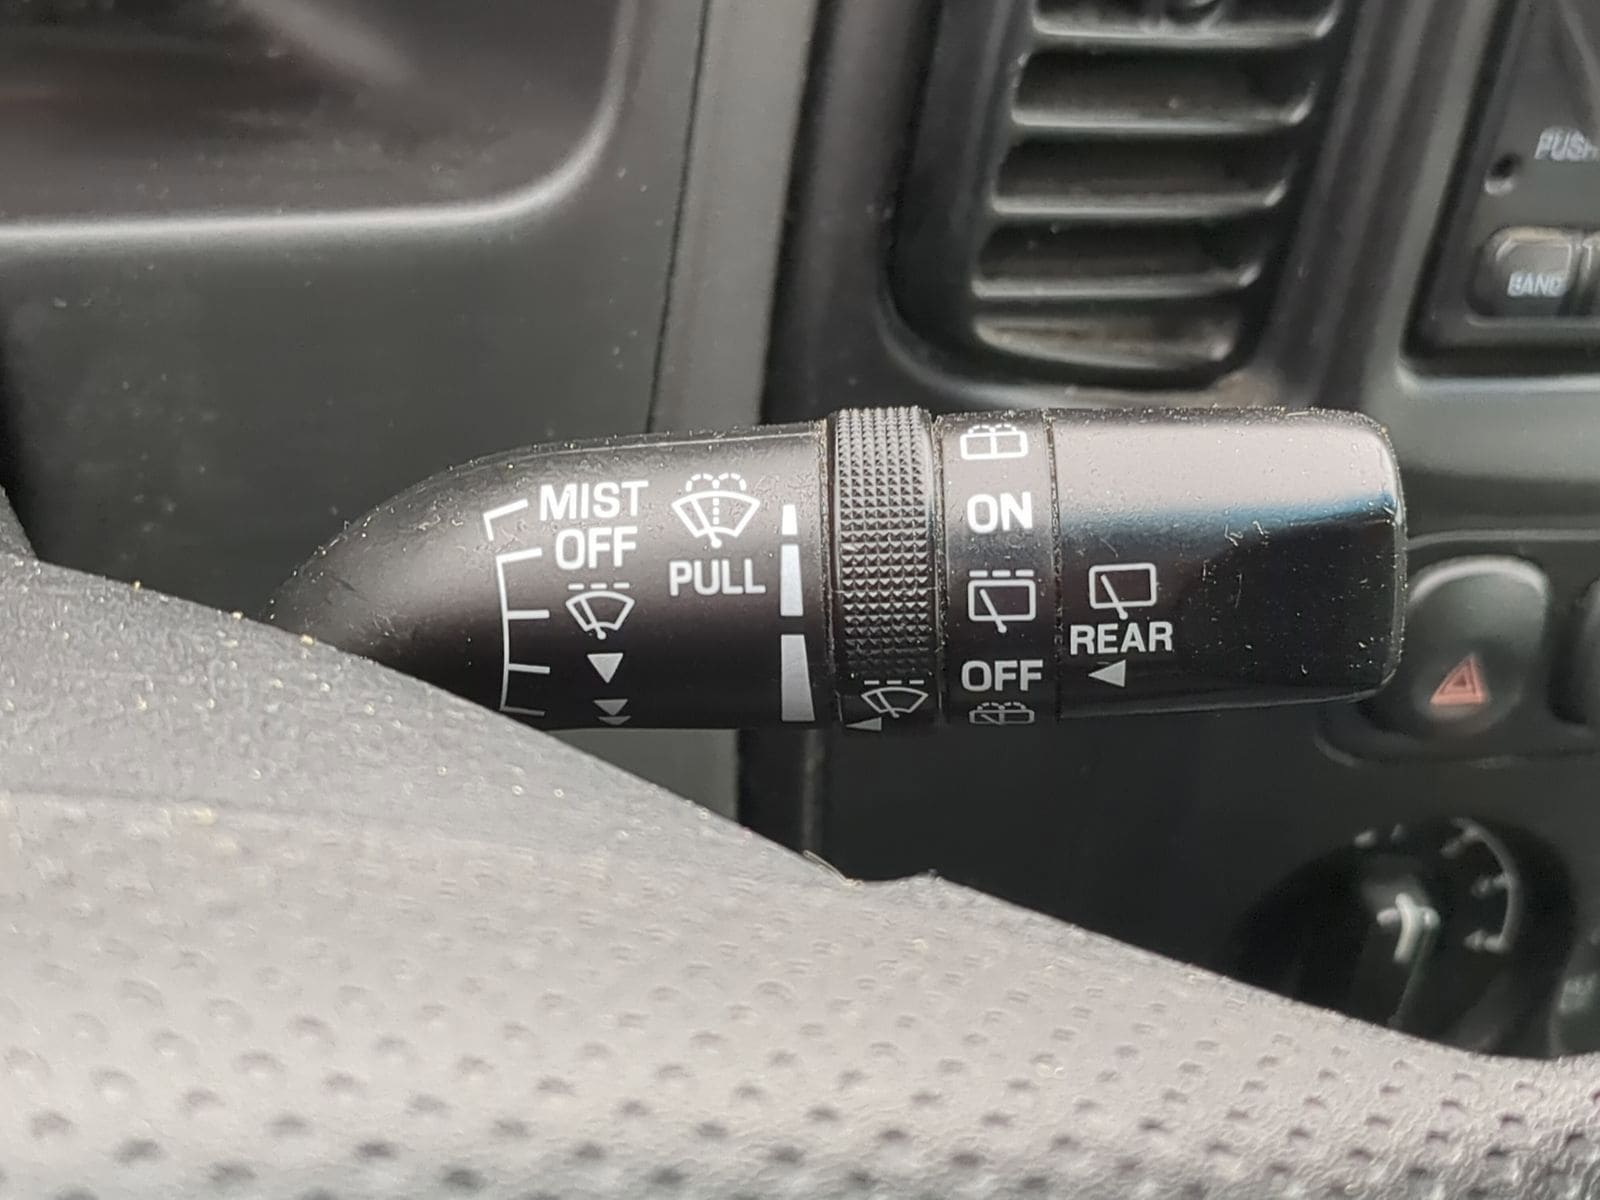 PUSH
BAND
MIST
OFF
PULL
ON
OFF
REAR